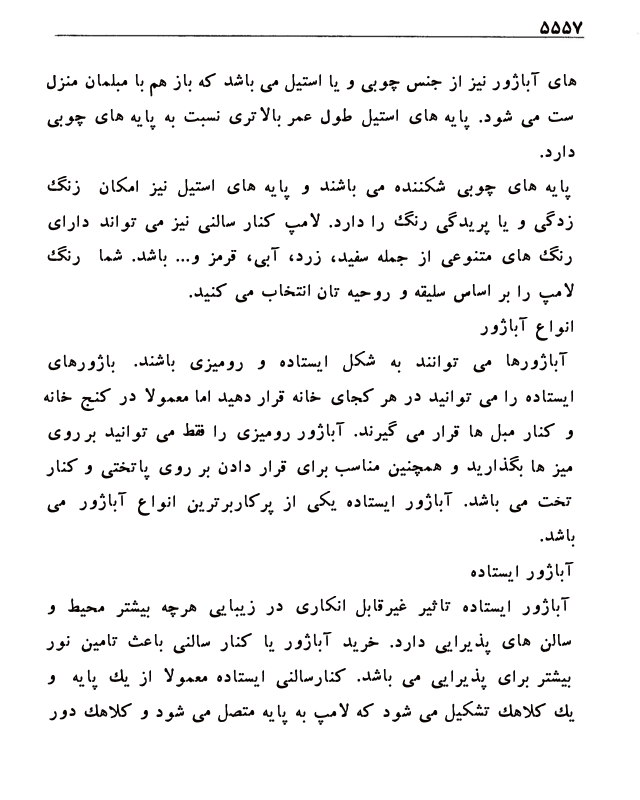 ۵۵۵۷
های آباژور نیز از جنس چوبی و یا استیل می باشد که باز هم با مبلمان منزل
ست می شود. پایه های استیل طول عمر بالاتری نسبت به پایه های چوبی
دارد.
پایه های چوبی شکننده می باشند و پایه های استیل نیز امکان زنگ
زدگی و یا پریدگی رنگ را دارد. لامپ کنار سالنی نیز می تواند دارای
رنگ های متنوعی از جمله سفید، زرد، آبی، قرمز و... باشد. شما رنگ
لامپ را بر اساس سلیقه و روحیه تان انتخاب می کنید.
انواع آباژور
آباژورها می توانند به شکل ایستاده و رومیزی باشند. باژورهای
ایستاده را می توانید در هر کجای خانه قرار دهید اما معمولا در کنج خانه
و کنار مبل ها قرار می گیرند. آباژور رومیزی را فقط می توانید بر روی
میز ها بگذارید و همچنین مناسب برای قرار دادن بر روی پاتختی و کنار
تخت می باشد. آباژور ایستاده یکی از پرکاربرترین انواع آباژور می
باشد.
آباژور ایستاده
آباژور ایستاده تاثیر غیرقابل انکاری در زیبایی هرچه بیشتر محیط و
سالن های پذیرایی دارد. خرید آباژور یا کنار سالنی باعث تامین نور
بیشتر برای پذیرایی می باشد. کنارسالنی ایستاده معمولا از یك پایه و
یك کلاهك تشکیل می شود که لامپ به پایه متصل می شود و کلاهك دور